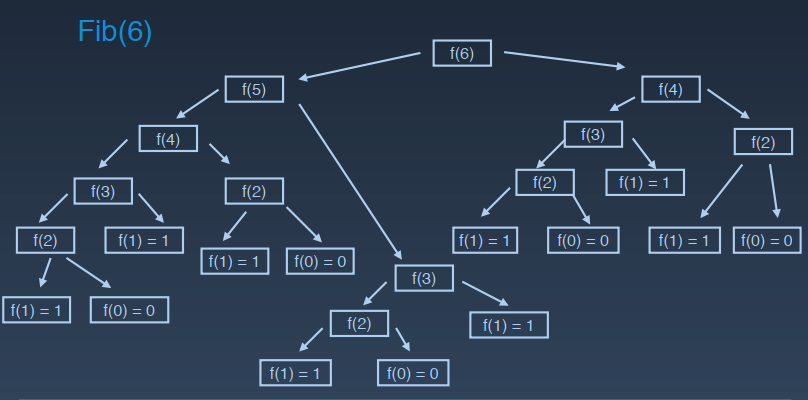 Fib(6)
f(6)
f(5)
f(4)
f(4)
f(3)
f(2)
f(3)
f(2)
f(2)
f(1) = 1
f(2)
f(1) = 1
f(1) = 1
f(0) = 0
f(1) = 1
f(0) = 0
f(1) = 1
f(0) = 0
f(3)
f(1) = 1
f(0) = 0
f(2)
f(1) = 1
f(1) = 1
f(0) = 0